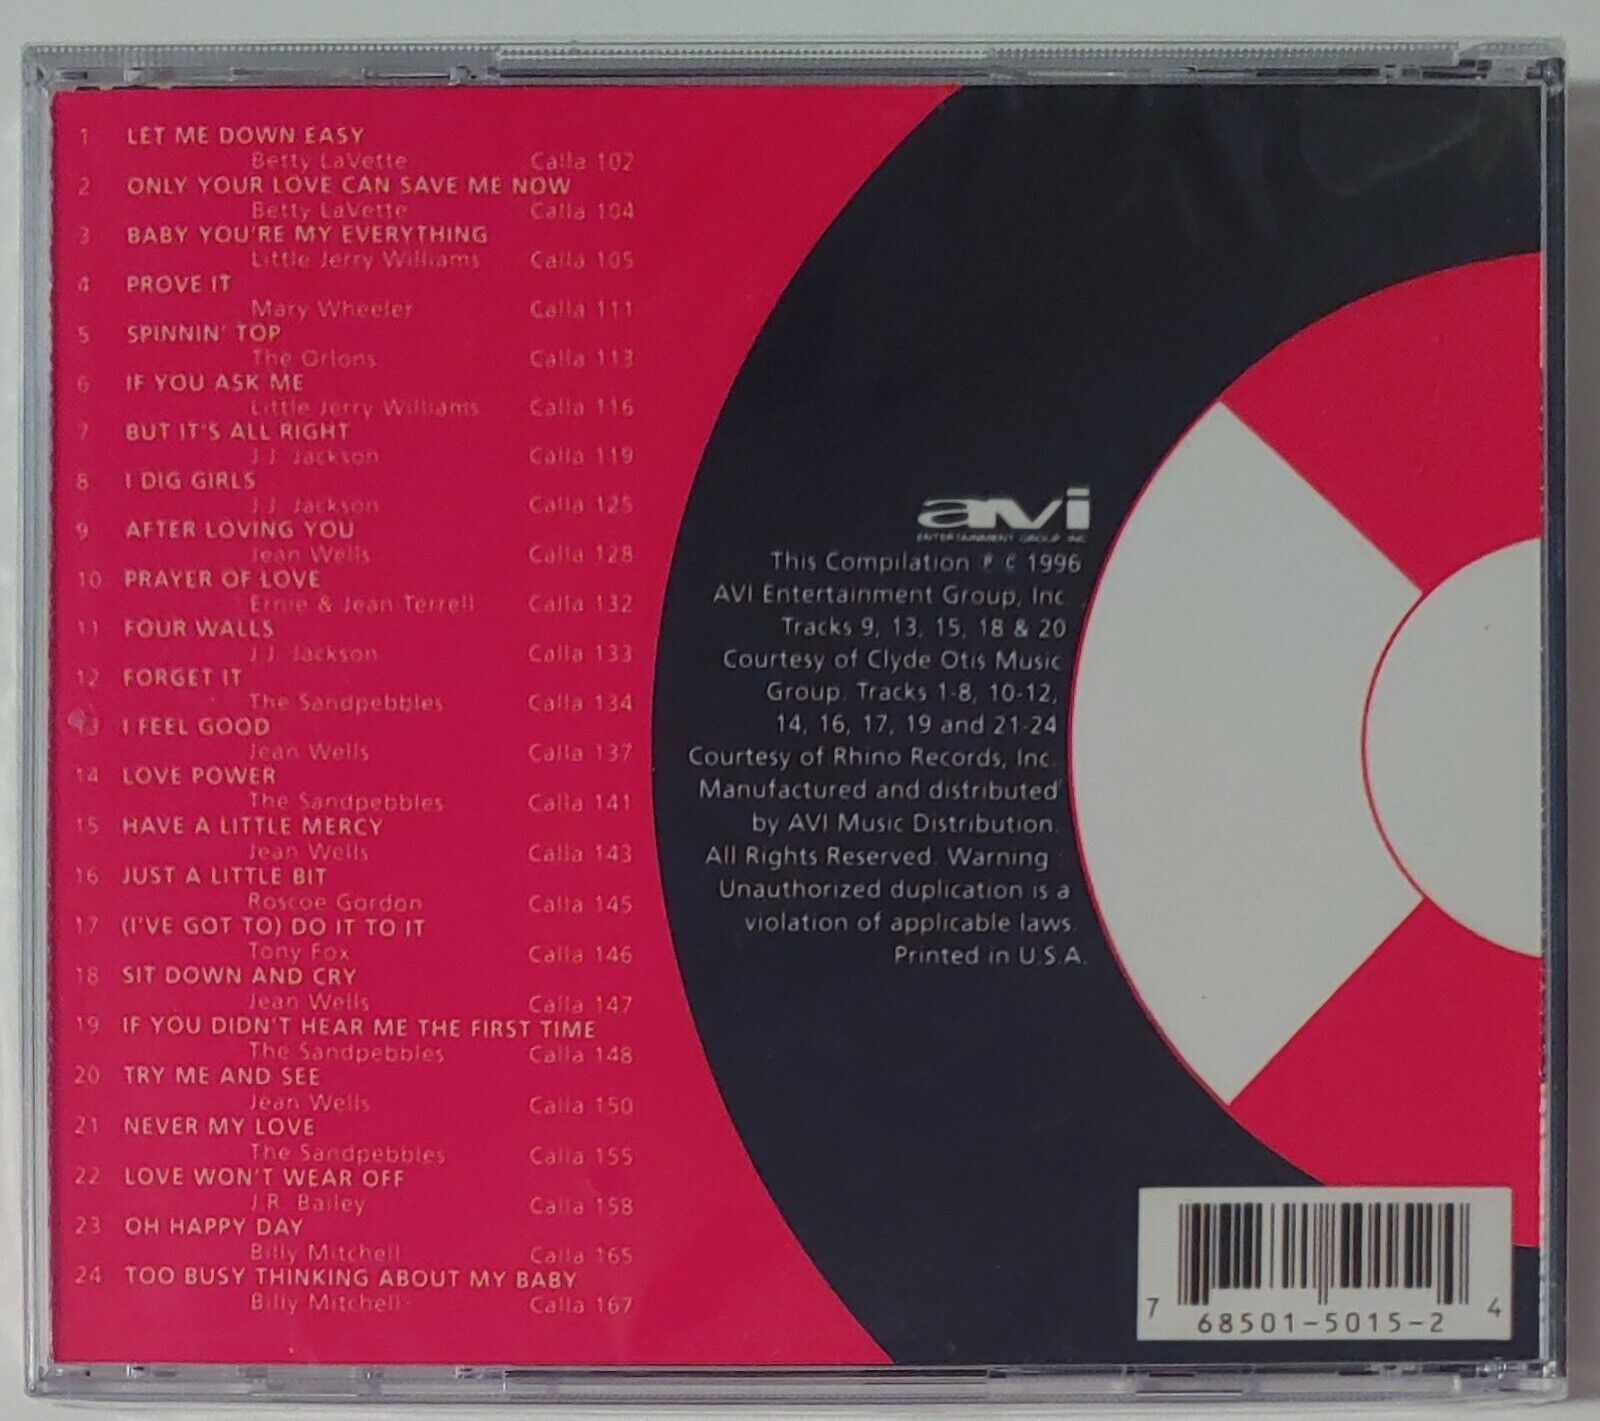 1 LET ME DOWN EASY
Betty LaVette Calla 102
2 ONLY YOUR LOVE CAN SAVE ME NOW
Betty LaVette Calla 104
3 BABY YOU'RE MY EVERYTHING
Little Jerry Williams Calla 105
4 PROVE IT
Mary Wheeler Calla 111
5 SPINNIN' TOP
The Orlons Calla 113
6 IF YOU ASK ME
Little Jerry Williams Calla 116
7 BUT IT'S ALL RIGHT
J.J. Jackson Calla 119
8 I DIG GIRLS
J.J. Jackson Calla 125
9 AFTER LOVING YOU
Jean Wells Calla 128
10 PRAYER OF LOVE
Ernie & Jean Terrell Calla 132
11 FOUR WALLS
J.J. Jackson Calla 133
12 FORGET IT
The Sandpebbles Calla 134
13 I FEEL GOOD
Jean Wells Calla 137
14 LOVE POWER
The Sandpebbles Calla 141
15 HAVE A LITTLE MERCY
Jean Wells Calla 143
16 JUST A LITTLE BIT
Roscoe Gordon Calla 145
17 (I'VE GOT TO) DO IT TO IT
Tony Fox Calla 146
18 SIT DOWN AND CRY
Jean Wells Calla 147
19 IF YOU DIDN'T HEAR ME THE FIRST TIME
The Sandpebbles Calla 148
20 TRY ME AND SEE
Jean Wells Calla 150
21 NEVER MY LOVE
The Sandpebbles Calla 155
22 LOVE WON'T WEAR OFF
J.R. Bailey Calla 158
23 OH HAPPY DAY
Billy Mitchell Calla 165
24 TOO BUSY THINKING ABOUT MY BABY
Billy Mitchell Calla 167
avi
ENTERTAINMENT GROUP INC
This Compilation ℗ © 1996
AVI Entertainment Group, Inc.
Tracks 9, 13, 15, 18 & 20
Courtesy of Clyde Otis Music
Group. Tracks 1-8, 10-12,
14, 16, 17, 19 and 21-24
Courtesy of Rhino Records, Inc.
Manufactured and distributed
by AVI Music Distribution.
All Rights Reserved. Warning :
Unauthorized duplication is a
violation of applicable laws.
Printed in U.S.A.
7 68501-5015-2 4